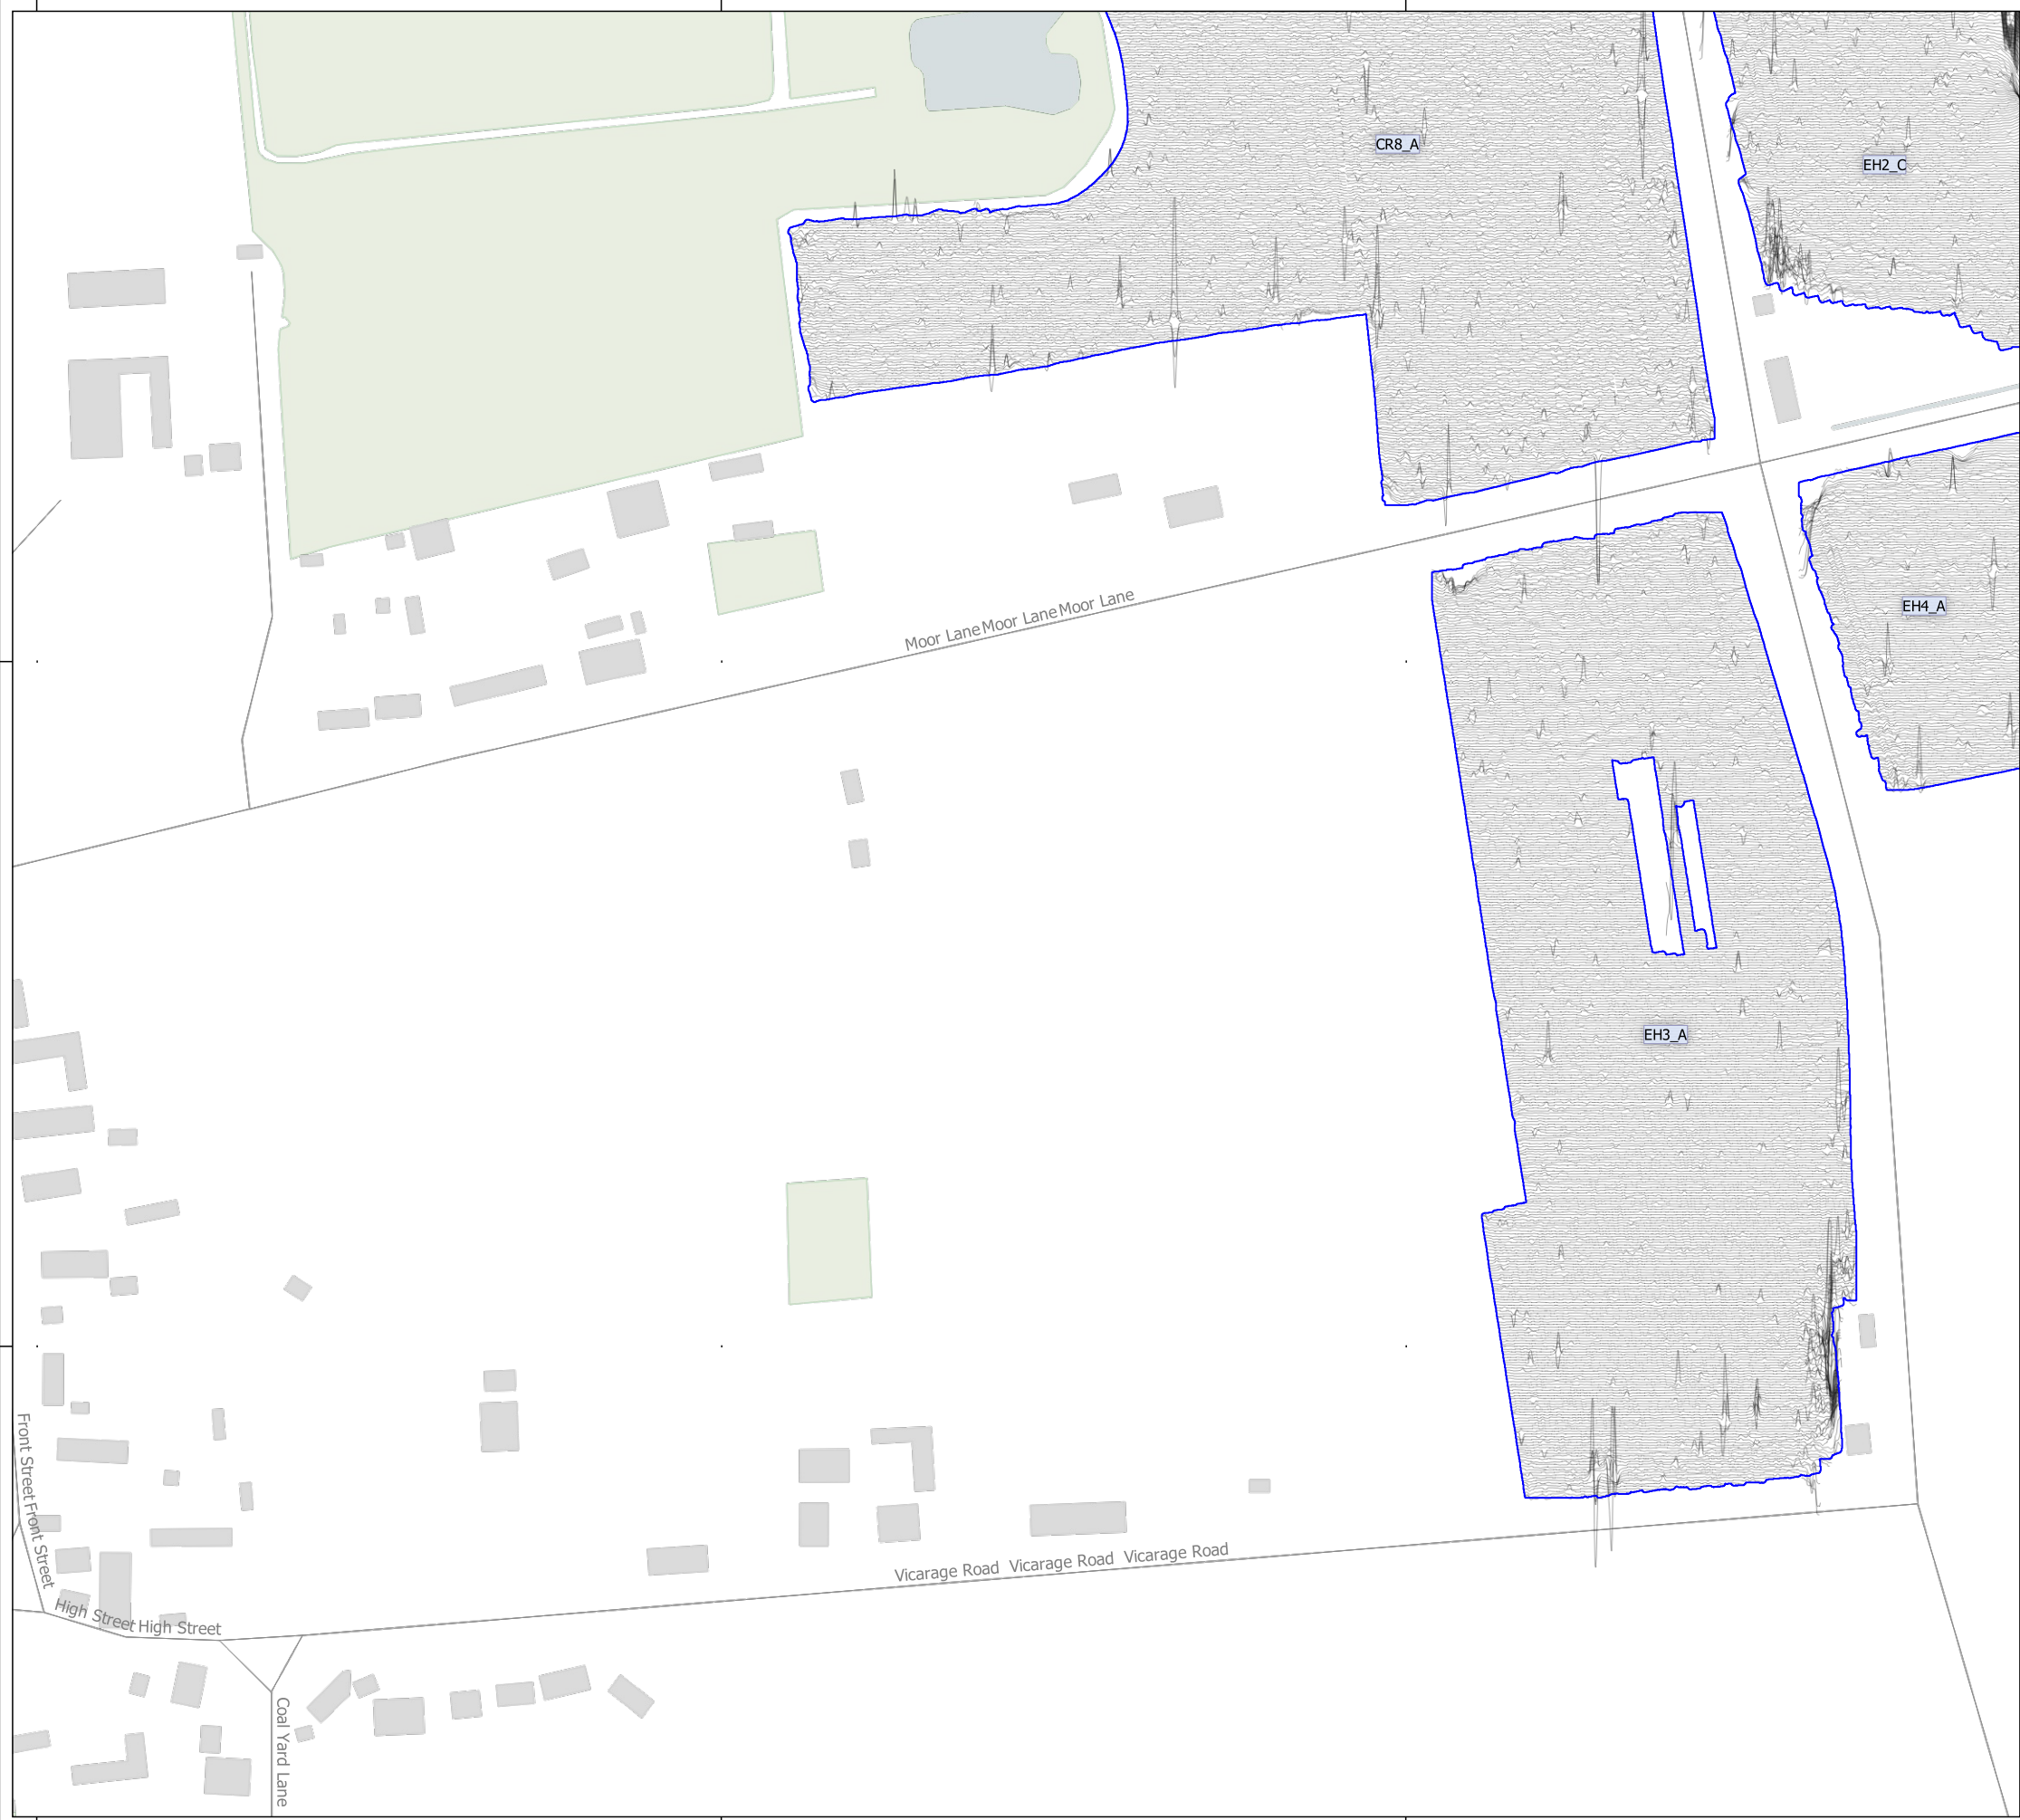 CR8_A
EH2_C
Moor Lane Moor Lane Moor Lane
EH4_A
EH3_A
Front Street Front Street
Vicarage Road Vicarage Road Vicarage Road
High Street High Street
Coal Yard Lane